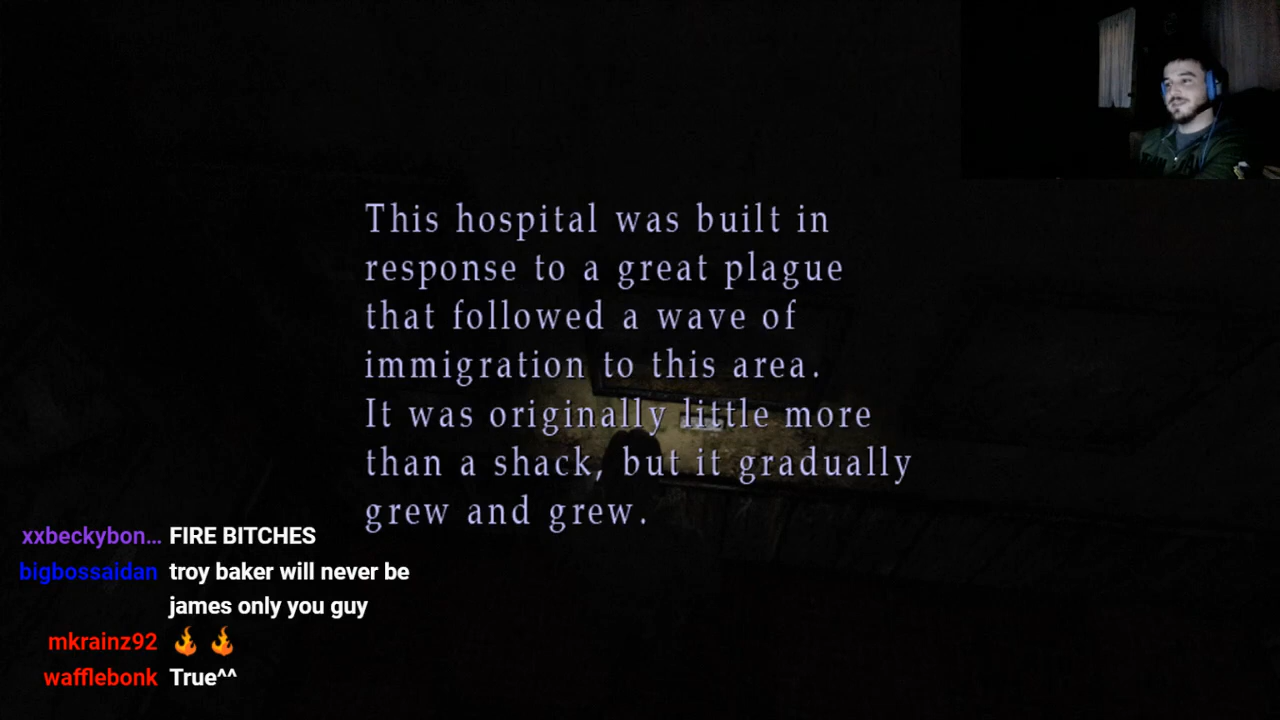 This hospital was built in
response to a great plague
that followed a wave of
immigration to this area.
It was originally little more
than a shack, but it gradually
grew and grew.
xxbeckybon… FIRE BITCHES
bigbossaidan troy baker will never be
james only you guy
mkrainz92 🔥 🔥
wafflebonk True^^